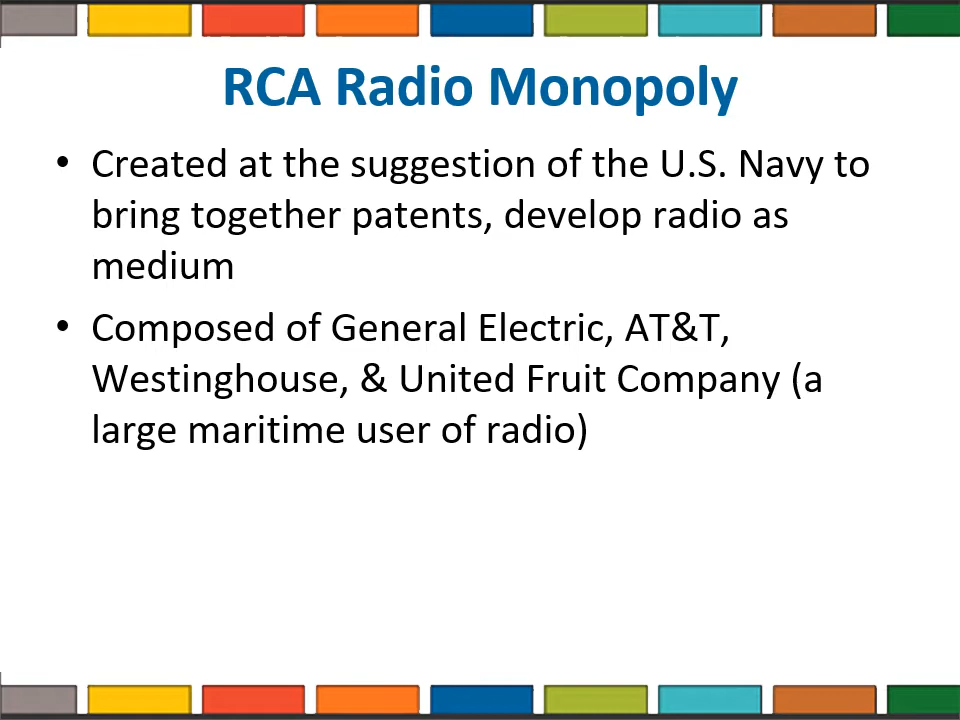 RCA Radio Monopoly
• Created at the suggestion of the U.S. Navy to
bring together patents, develop radio as
medium
• Composed of General Electric, AT&T,
Westinghouse, & United Fruit Company (a
large maritime user of radio)